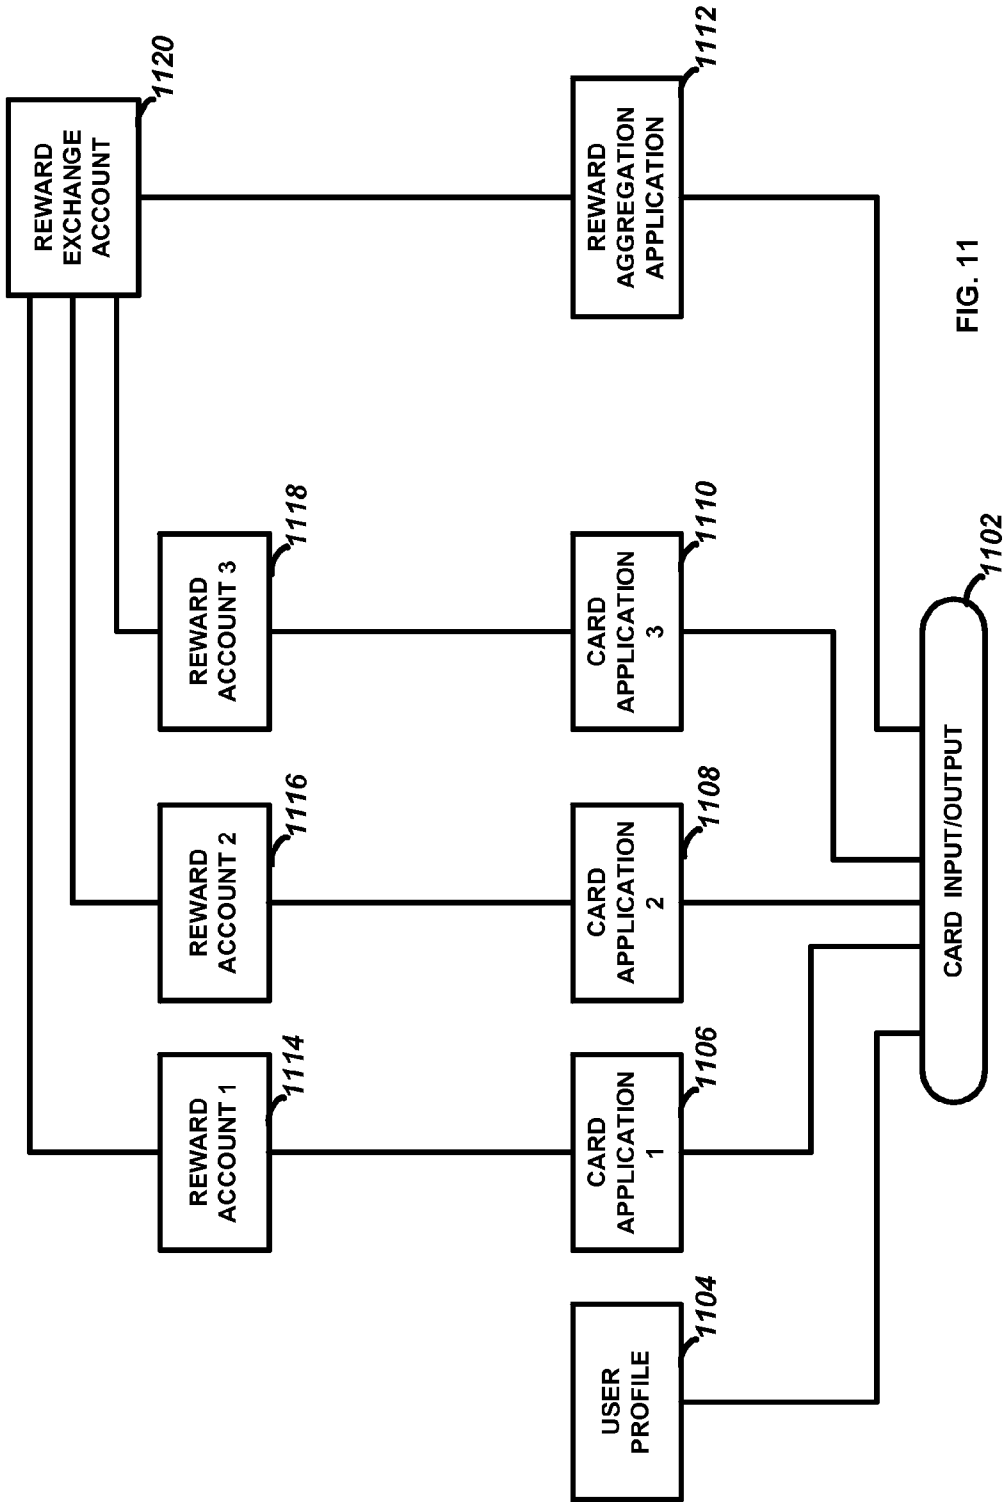 REWARD
EXCHANGE
ACCOUNT
1120
REWARD
ACCOUNT 1
1114
REWARD
ACCOUNT 2
1116
REWARD
ACCOUNT 3
1118
USER
PROFILE
1104
CARD
APPLICATION
1
1106
CARD
APPLICATION
2
1108
CARD
APPLICATION
3
1110
REWARD
AGGREGATION
APPLICATION
1112
CARD INPUT/OUTPUT
1102
FIG. 11